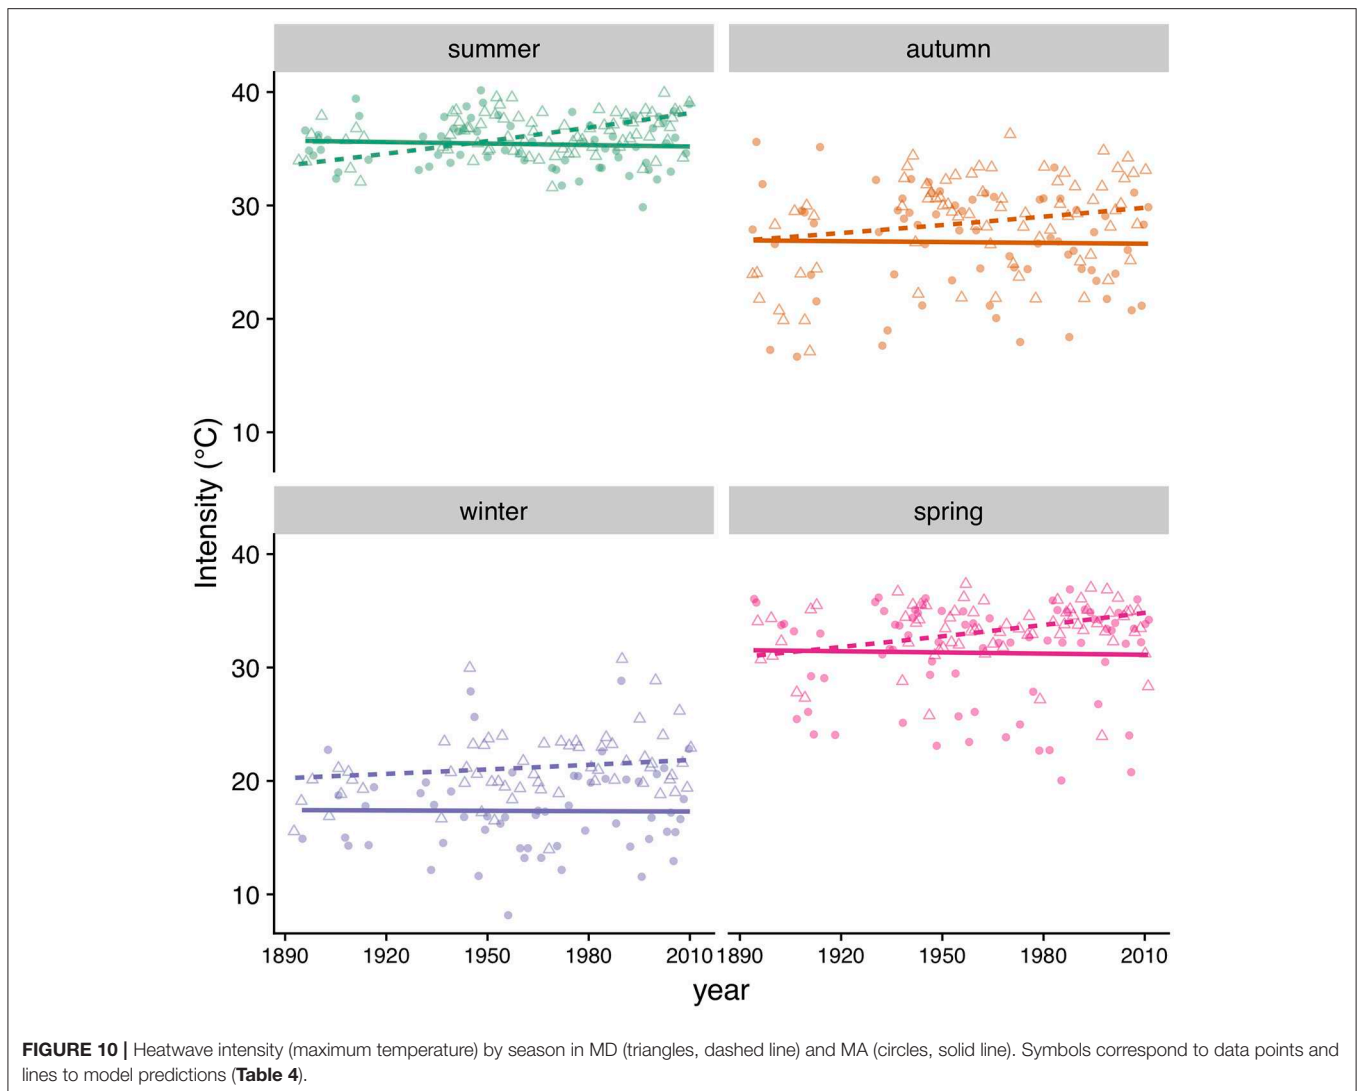 summer
autumn
40
30
20
10
Intensity (°C)
winter
spring
40
30
20
10
1890 1920 1950 1980 2010 1890 1920 1950 1980 2010
year
FIGURE 10 | Heatwave intensity (maximum temperature) by season in MD (triangles, dashed line) and MA (circles, solid line). Symbols correspond to data points and
lines to model predictions (Table 4).